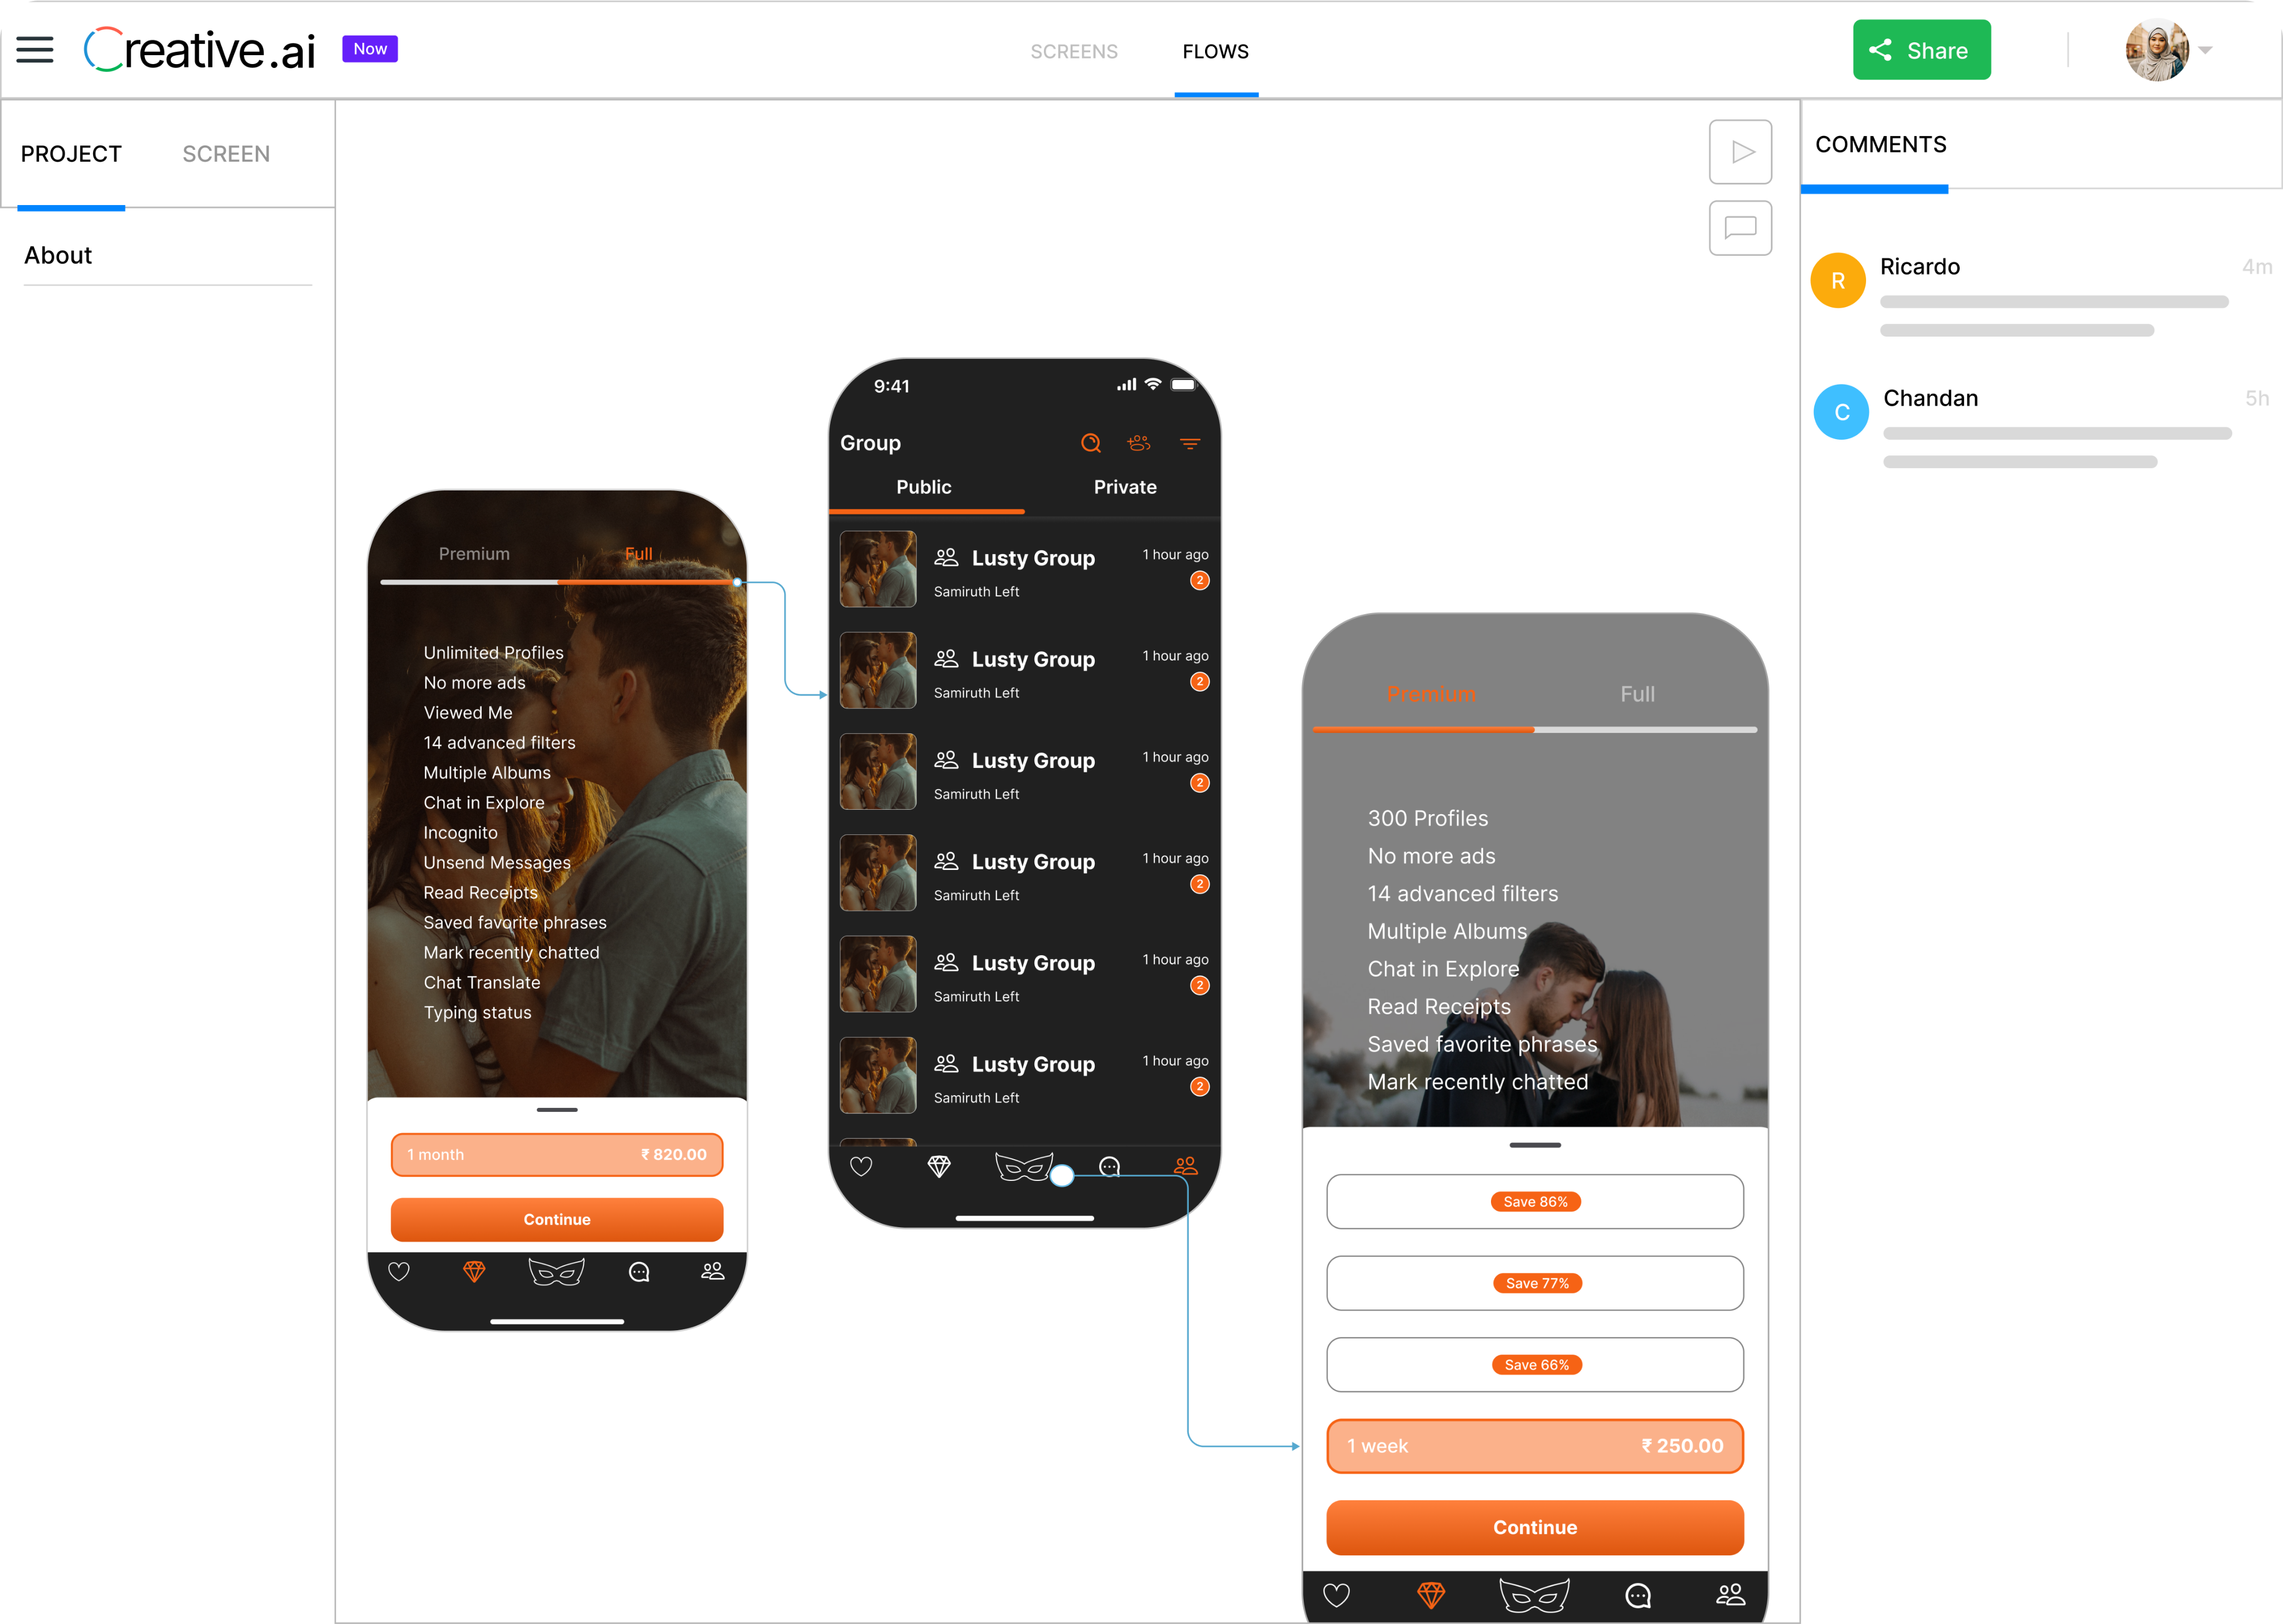 Creative.ai
Now
SCREENS
FLOWS
Share
PROJECT
SCREEN
COMMENTS
About
R
Ricardo
4m
C
Chandan
5h
Premium
Full
Unlimited Profiles
No more ads
Viewed Me
14 advanced filters
Multiple Albums
Chat in Explore
Incognito
Unsend Messages
Read Receipts
Saved favorite phrases
Mark recently chatted
Chat Translate
Typing status
1 month ₹ 820.00
Continue
9:41
Group
Public
Private
Lusty Group 1 hour ago
Samiruth Left 2
Lusty Group 1 hour ago
Samiruth Left 2
Lusty Group 1 hour ago
Samiruth Left 2
Lusty Group 1 hour ago
Samiruth Left 2
Lusty Group 1 hour ago
Samiruth Left 2
Lusty Group 1 hour ago
Samiruth Left 2
Premium
Full
300 Profiles
No more ads
14 advanced filters
Multiple Albums
Chat in Explore
Read Receipts
Saved favorite phrases
Mark recently chatted
Save 86%
Save 77%
Save 66%
1 week ₹ 250.00
Continue